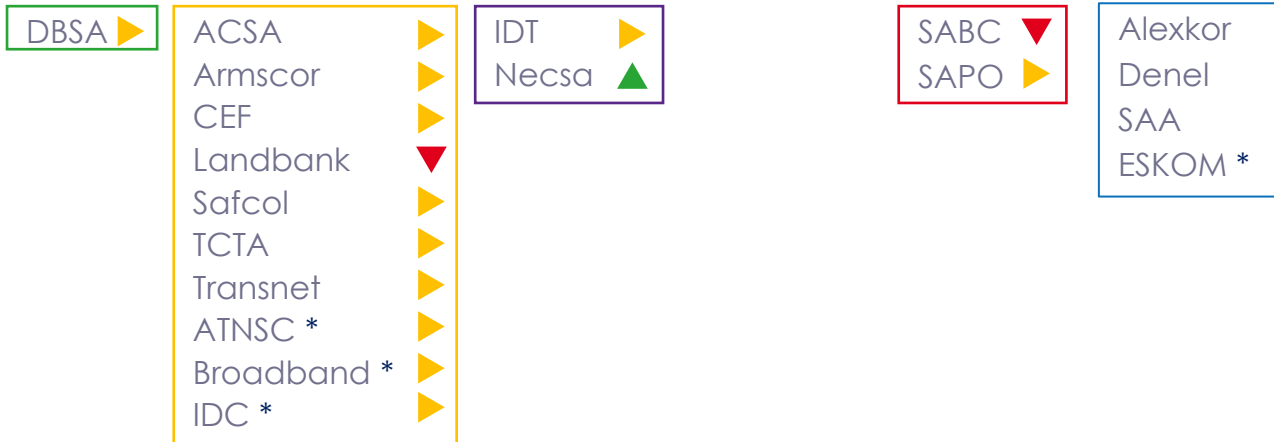 DBSA
ACSA
Armscor
CEF
Landbank
Safcol
TCTA
Transnet
ATNSC *
Broadband *
IDC *
IDT
Necsa
SABC
SAPO
Alexkor
Denel
SAA
ESKOM *